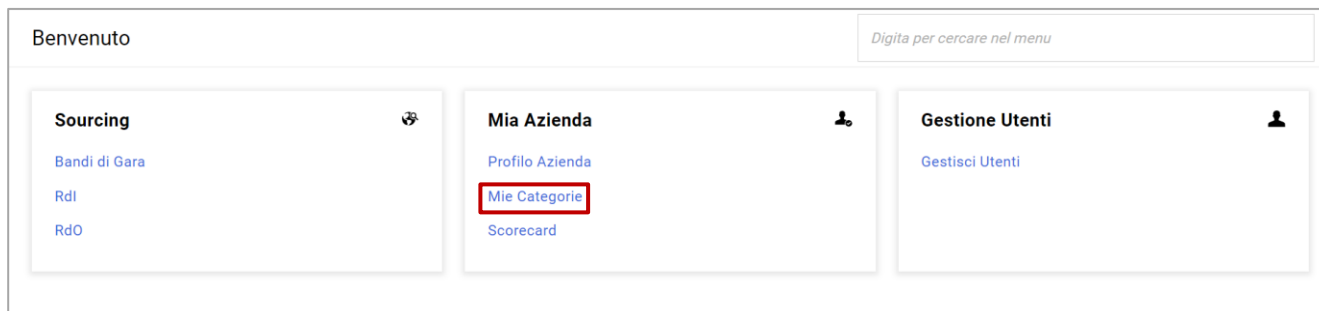 Benvenuto
Digita per cercare nel menu
Sourcing
Bandi di Gara
RdI
RdO
Mia Azienda
Profilo Azienda
Mie Categorie
Scorecard
Gestione Utenti
Gestisci Utenti